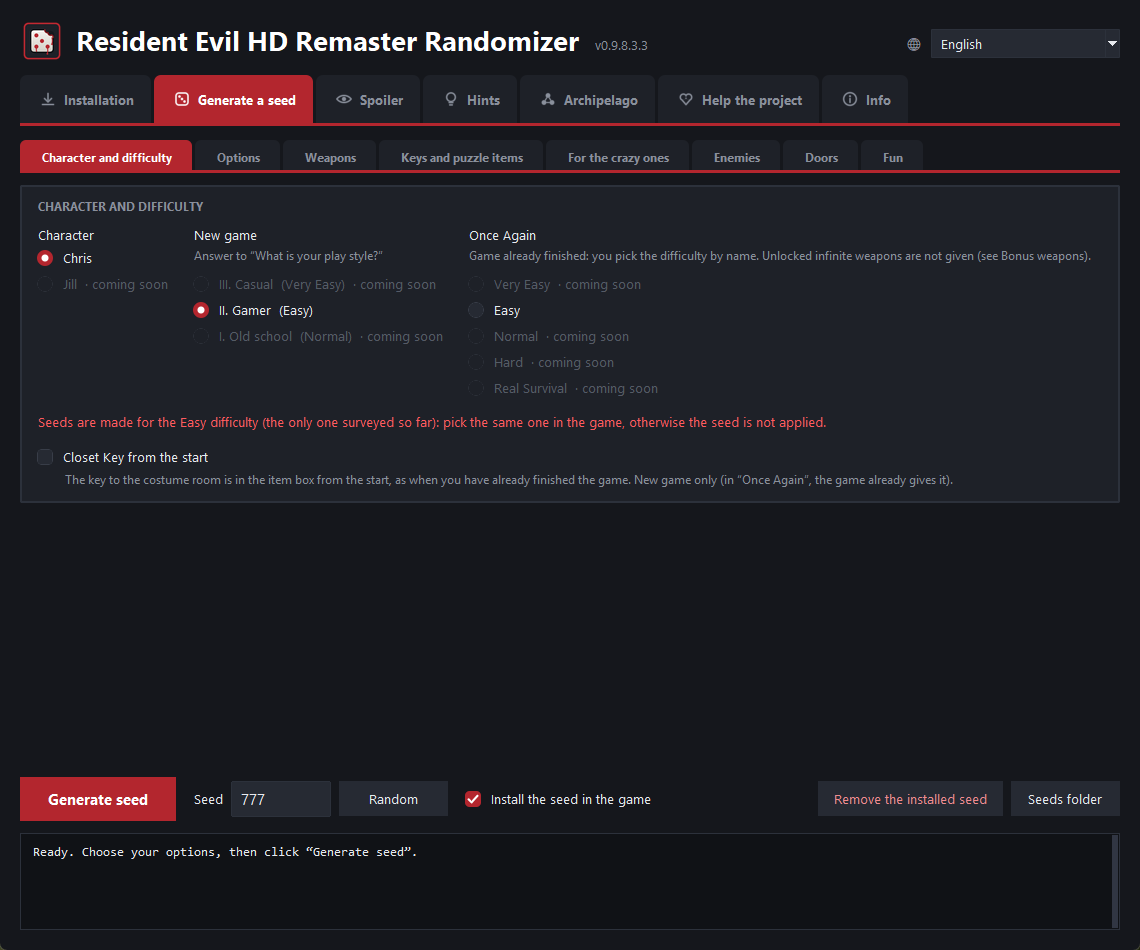 Resident Evil HD Remaster Randomizer v0.9.8.3.3
English
Installation Generate a seed Spoiler Hints Archipelago Help the project Info
Character and difficulty Options Weapons Keys and puzzle items For the crazy ones Enemies Doors Fun
CHARACTER AND DIFFICULTY
Character
Chris
Jill · coming soon
New game
Answer to "What is your play style?"
III. Casual (Very Easy) · coming soon
II. Gamer (Easy)
I. Old school (Normal) · coming soon
Once Again
Game already finished: you pick the difficulty by name. Unlocked infinite weapons are not given (see Bonus weapons).
Very Easy · coming soon
Easy
Normal · coming soon
Hard · coming soon
Real Survival · coming soon
Seeds are made for the Easy difficulty (the only one surveyed so far): pick the same one in the game, otherwise the seed is not applied.
Closet Key from the start
The key to the costume room is in the item box from the start, as when you have already finished the game. New game only (in “Once Again”, the game already gives it).
Generate seed Seed 777 Random Install the seed in the game Remove the installed seed Seeds folder
Ready. Choose your options, then click “Generate seed”.